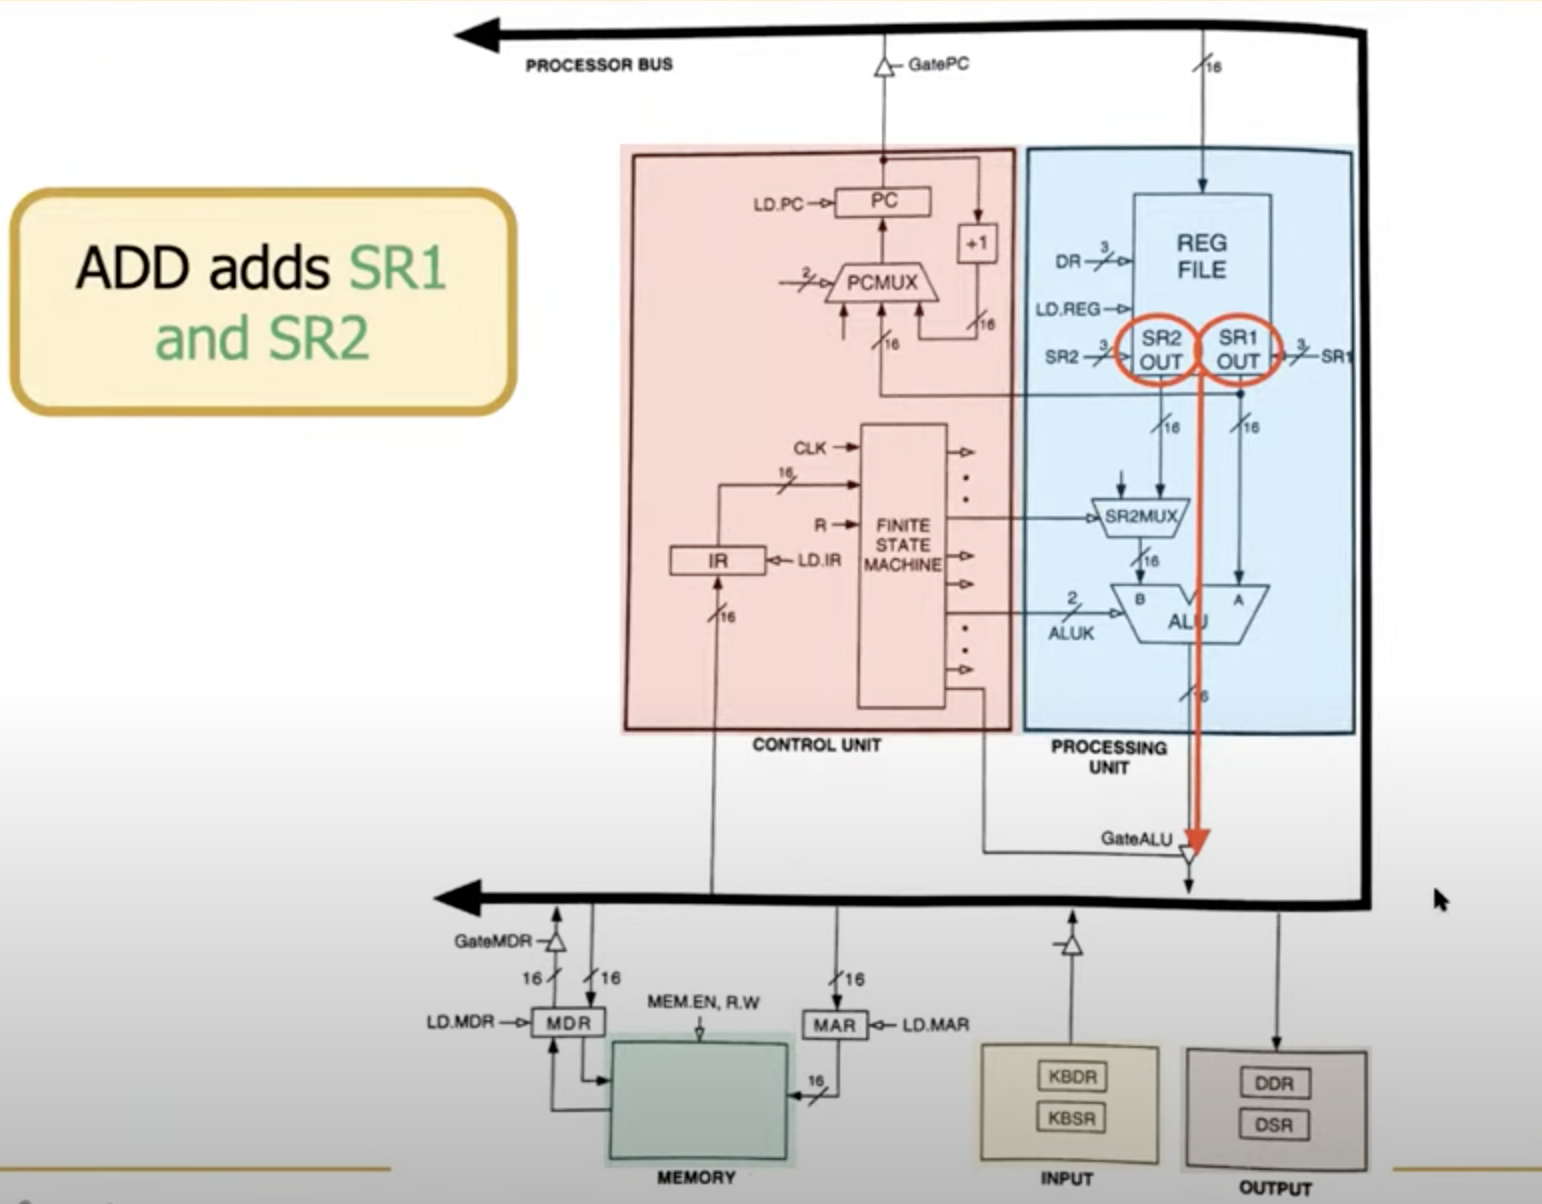 PROCESSOR BUS
GatePC
16
ADD adds SR1
and SR2
LD.PC
PC
+1
2
PCMUX
16
16
REG
FILE
DR
3
LD.REG
SR2
3
SR2
OUT
SR1
OUT
3
SR1
16
16
CLK
16
R
FINITE
STATE
MACHINE
IR
LD.IR
16
SR2MUX
16
B
A
ALU
2
ALUK
16
CONTROL UNIT
PROCESSING
UNIT
GateALU
GateMDR
16
16
LD.MDR
MDR
MEM.EN, R.W
16
MAR
LD.MAR
16
MEMORY
KBDR
KBSR
INPUT
DDR
DSR
OUTPUT